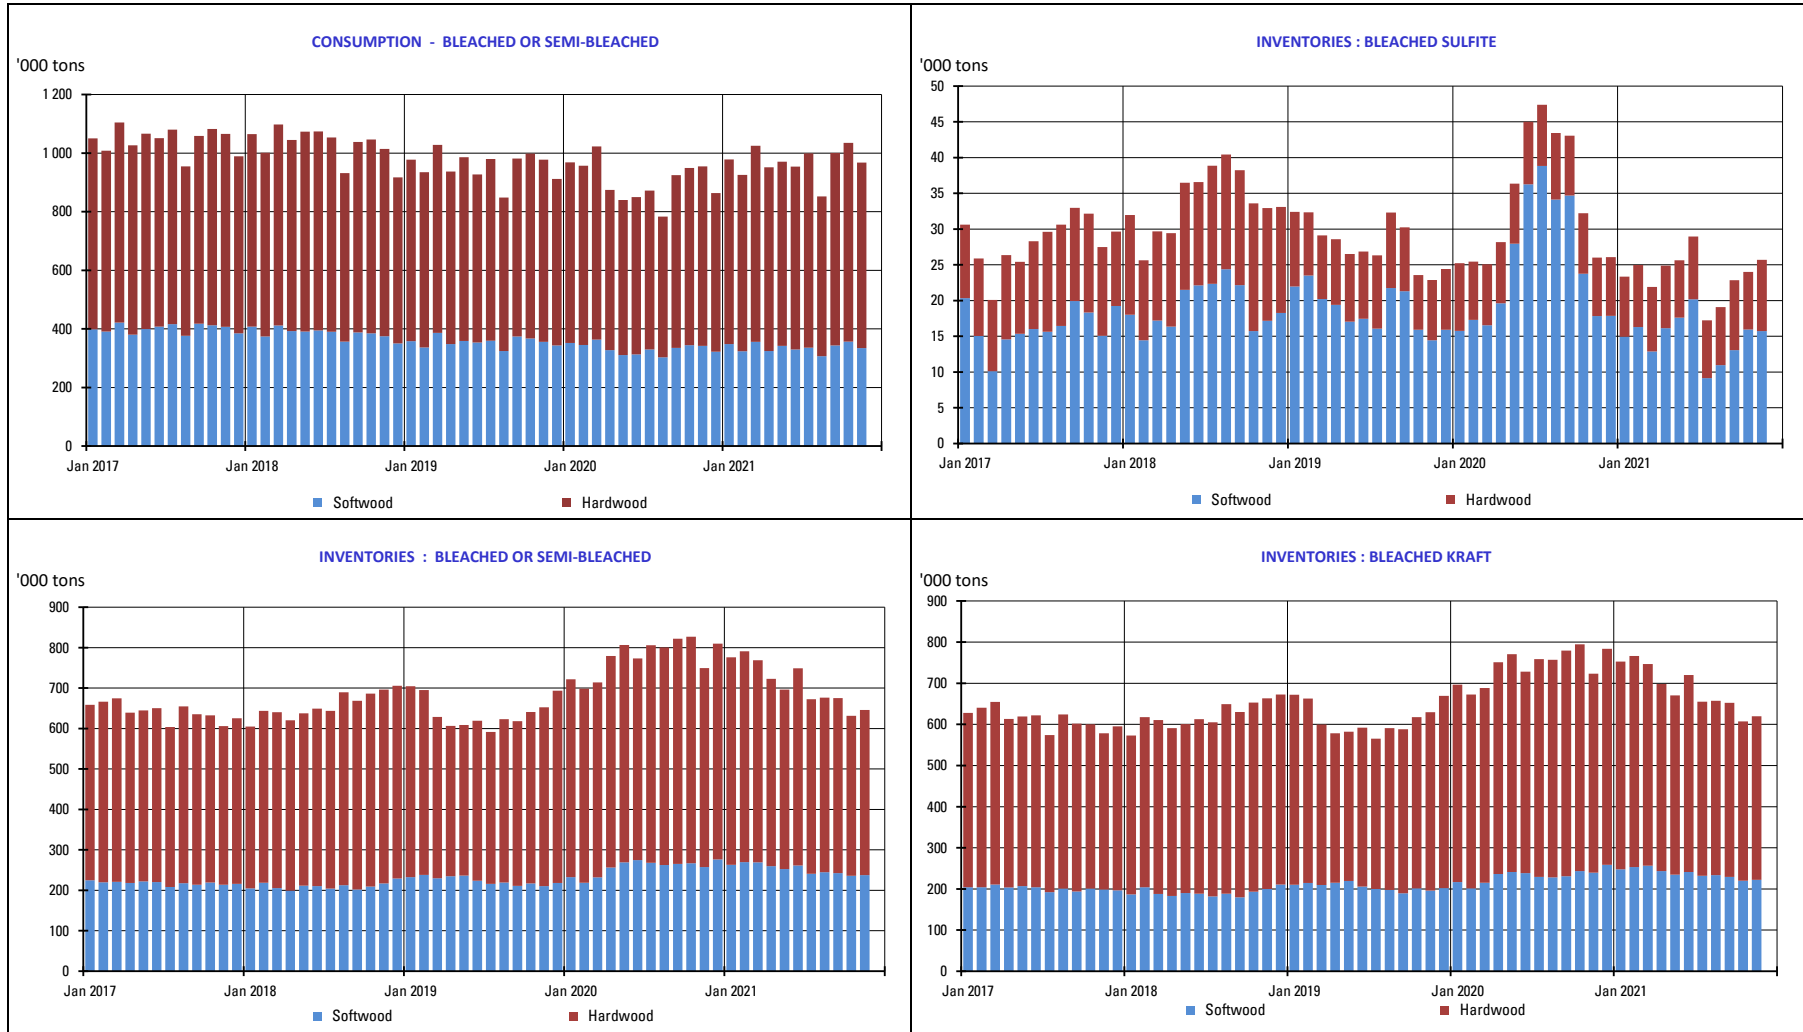 CONSUMPTION - BLEACHED OR SEMI-BLEACHED
'000 tons
1 200
1 000
800
600
400
200
0
Jan 2017 Jan 2018 Jan 2019 Jan 2020 Jan 2021
Softwood Hardwood
INVENTORIES : BLEACHED SULFITE
'000 tons
50
45
40
35
30
25
20
15
10
5
0
Jan 2017 Jan 2018 Jan 2019 Jan 2020 Jan 2021
Softwood Hardwood
INVENTORIES : BLEACHED OR SEMI-BLEACHED
'000 tons
900
800
700
600
500
400
300
200
100
0
Jan 2017 Jan 2018 Jan 2019 Jan 2020 Jan 2021
Softwood Hardwood
INVENTORIES : BLEACHED KRAFT
'000 tons
900
800
700
600
500
400
300
200
100
0
Jan 2017 Jan 2018 Jan 2019 Jan 2020 Jan 2021
Softwood Hardwood